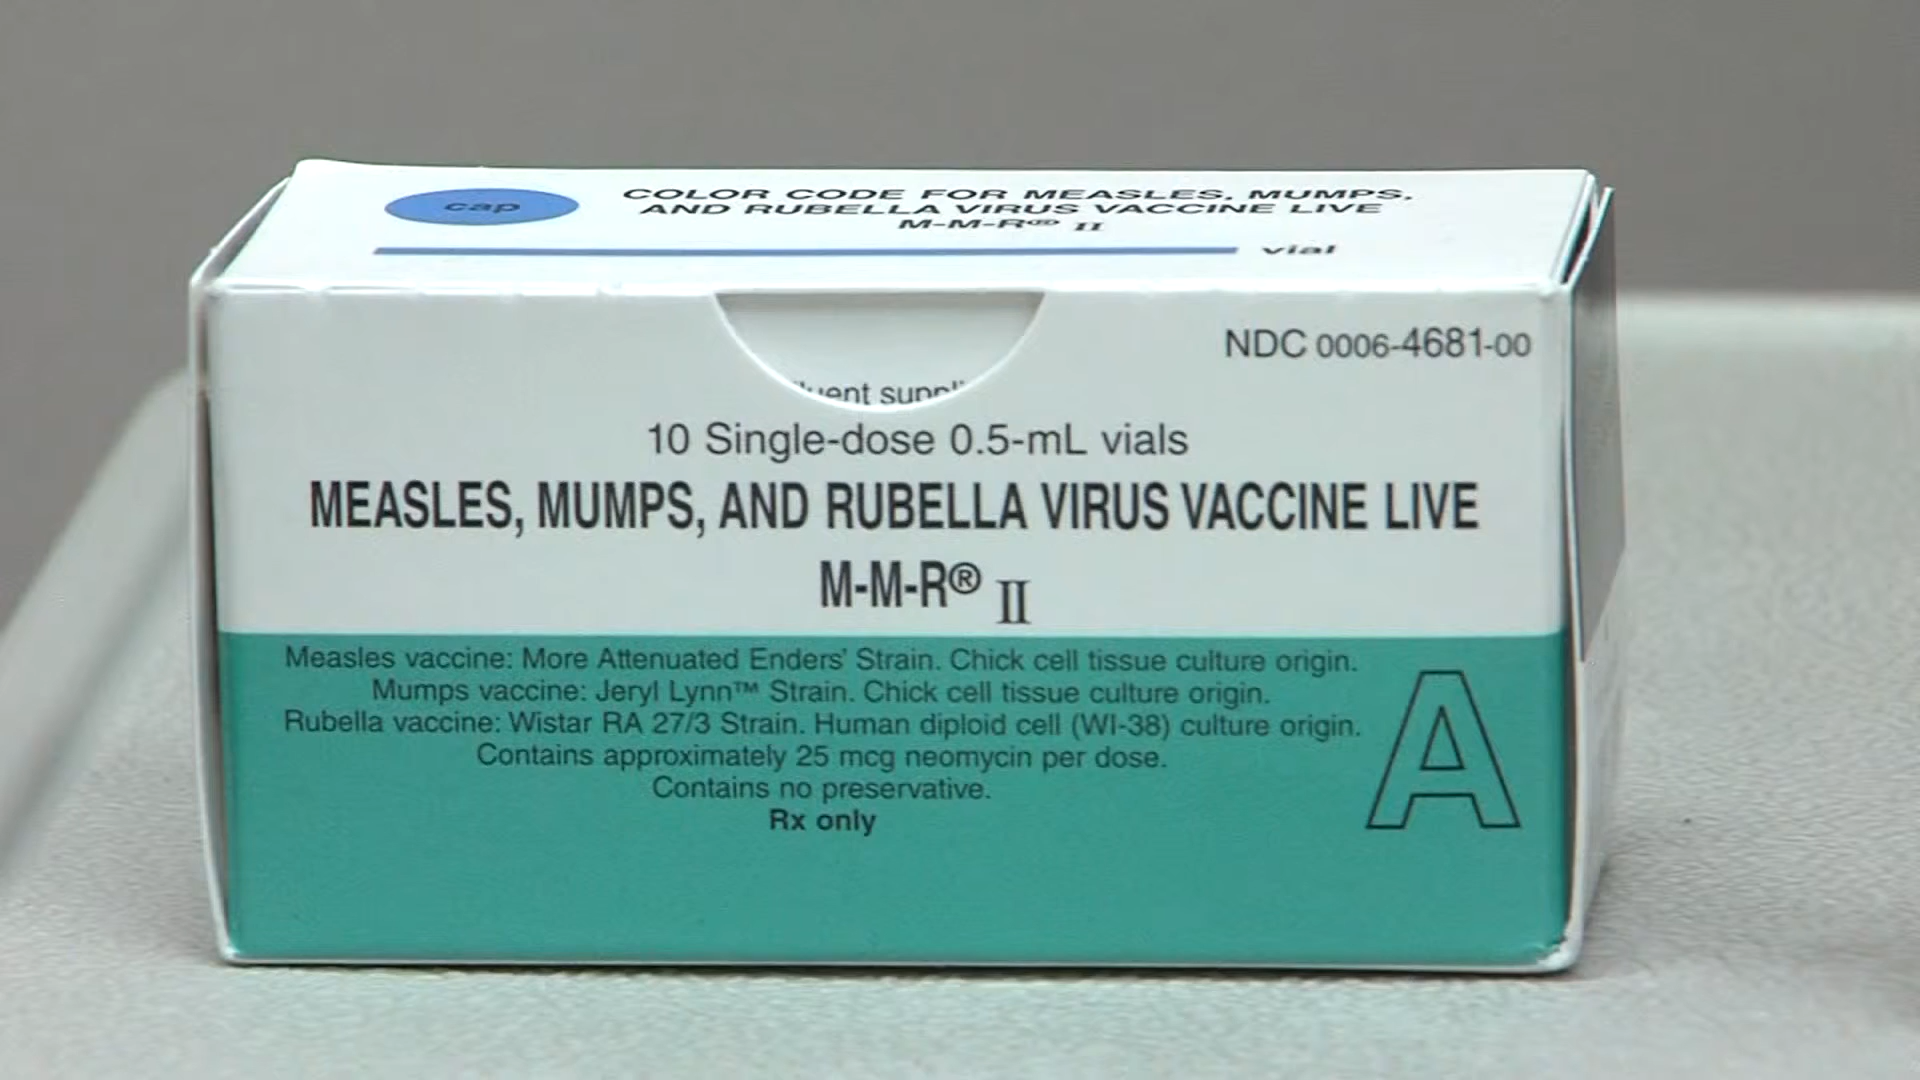 cap
COLOR CODE FOR MEASLES, MUMPS,
AND RUBELLA VIRUS VACCINE LIVE
M-M-R® II
vial
NDC 0006-4681-00
10 Single-dose 0.5-mL vials
MEASLES, MUMPS, AND RUBELLA VIRUS VACCINE LIVE
M-M-R® II
Measles vaccine: More Attenuated Enders' Strain. Chick cell tissue culture origin.
Mumps vaccine: Jeryl Lynn™ Strain. Chick cell tissue culture origin.
Rubella vaccine: Wistar RA 27/3 Strain. Human diploid cell (WI-38) culture origin.
Contains approximately 25 mcg neomycin per dose.
Contains no preservative.
Rx only
A